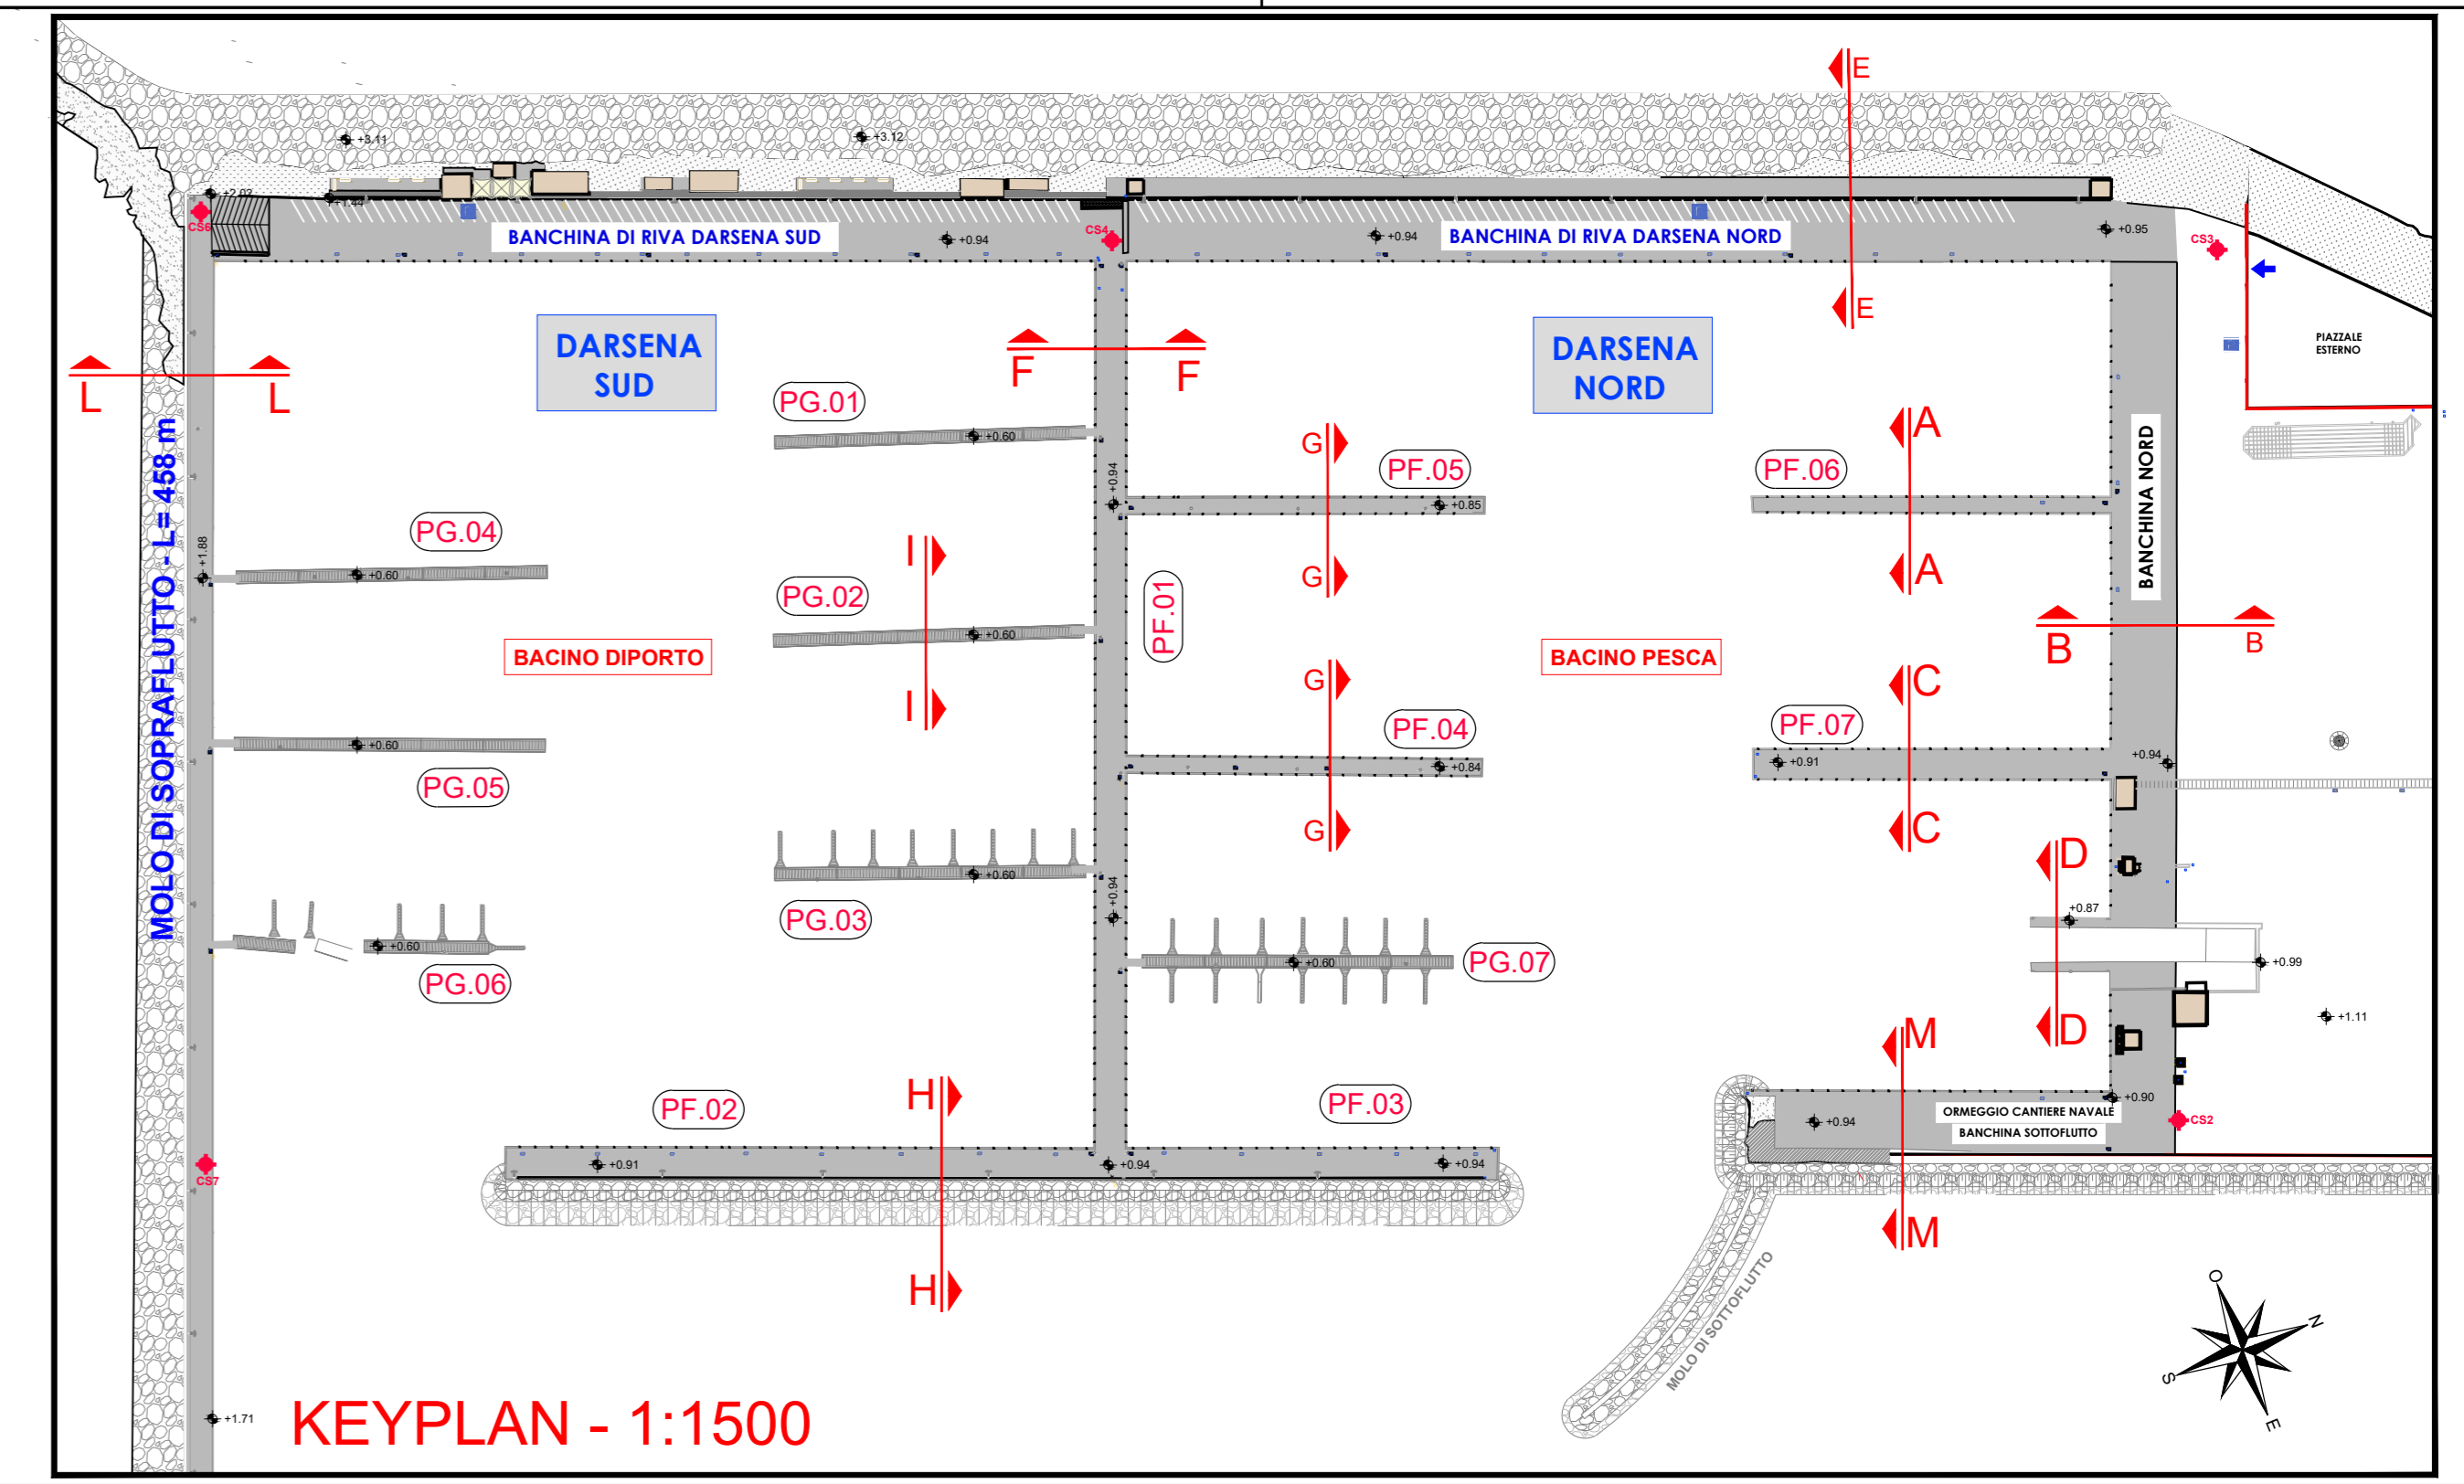 E
+3.11
+3.12
+2.02
+1.44
CS6
BANCHINA DI RIVA DARSENA SUD
+0.94
CS4
+0.94
BANCHINA DI RIVA DARSENA NORD
+0.95
CS3
E
DARSENA
SUD
DARSENA
NORD
PIAZZALE
ESTERNO
L
L
F
F
PG.01
+0.60
G
A
PF.05
PF.06
+0.94
+0.85
BANCHINA NORD
MOLO DI SOPRAFLUTTO - L= 458 m
PG.04
+1.88
+0.60
I
G
A
PG.02
+0.60
PF.01
BACINO DIPORTO
BACINO PESCA
B
B
G
C
I
PF.04
PF.07
+0.60
+0.84
+0.91
+0.94
PG.05
G
C
D
+0.60
+0.94
PG.03
+0.87
+0.60
PG.06
+0.60
PG.07
+0.99
+1.11
M
D
H
PF.02
PF.03
+0.90
ORMEGGIO CANTIERE NAVALE
BANCHINA SOTTOFLUTTO
+0.94
CS2
+0.91
+0.94
+0.94
CS7
M
H
MOLO DI SOTTOFLUTTO
O
N
S
E
+1.71
KEYPLAN - 1:1500